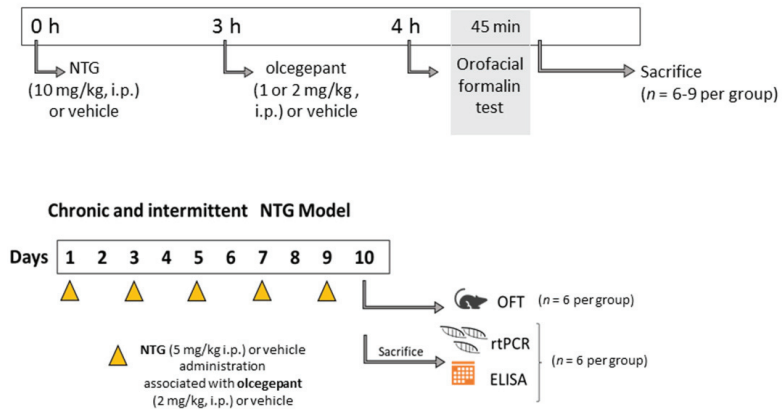 0 h
3 h
4 h
45 min
NTG
(10 mg/kg, i.p.)
or vehicle
olcegepant
(1 or 2 mg/kg ,
i.p.) or vehicle
Orofacial
formalin
test
Sacrifice
(n = 6-9 per group)
Chronic and intermittent NTG Model
Days 1 2 3 4 5 6 7 8 9 10
OFT (n = 6 per group)
NTG (5 mg/kg i.p.) or vehicle
administration
associated with olcegepant
(2 mg/kg, i.p.) or vehicle
Sacrifice
rtPCR
ELISA
(n = 6 per group)